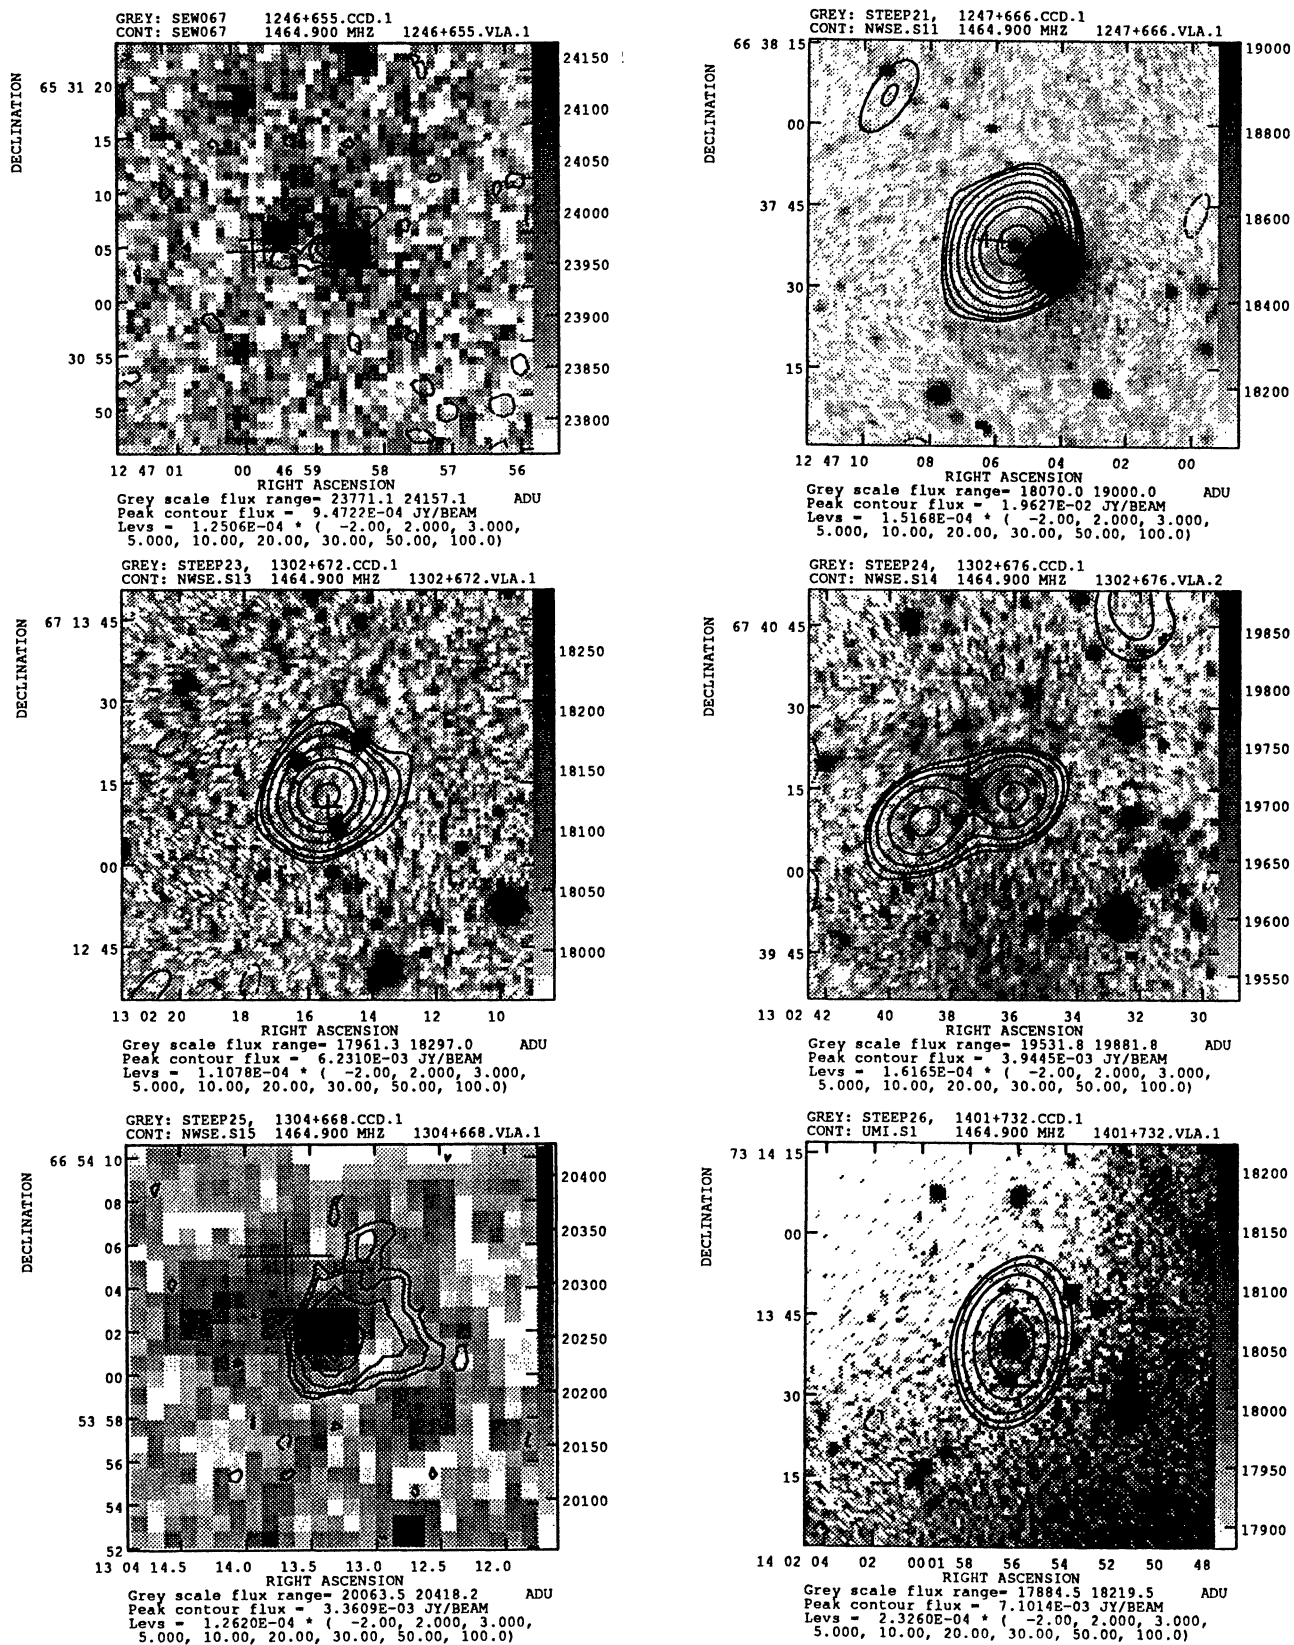 GREY: SEW067 1246+655.CCD.1
CONT: SEW067 1464.900 MHZ 1246+655.VLA.1
DECLINATION
65 31 20
15
10
05
00
30 55
50
24150
24100
24050
24000
23950
23900
23850
23800
12 47 01 00 46 59 58 57 56
RIGHT ASCENSION
Grey scale flux range= 23771.1 24157.1 ADU
Peak contour flux = 9.4722E-04 JY/BEAM
Levs = 1.2506E-04 * ( -2.00, 2.000, 3.000,
5.000, 10.00, 20.00, 30.00, 50.00, 100.0)
GREY: STEEP21, 1247+666.CCD.1
CONT: NWSE.S11 1464.900 MHZ 1247+666.VLA.1
DECLINATION
66 38 15
00
37 45
30
15
19000
18800
18600
18400
18200
12 47 10 08 06 04 02 00
RIGHT ASCENSION
Grey scale flux range= 18070.0 19000.0 ADU
Peak contour flux = 1.9627E-02 JY/BEAM
Levs = 1.5168E-04 * ( -2.00, 2.000, 3.000,
5.000, 10.00, 20.00, 30.00, 50.00, 100.0)
GREY: STEEP23, 1302+672.CCD.1
CONT: NWSE.S13 1464.900 MHZ 1302+672.VLA.1
DECLINATION
67 13 45
30
15
00
12 45
18250
18200
18150
18100
18050
18000
13 02 20 18 16 14 12 10
RIGHT ASCENSION
Grey scale flux range= 17961.3 18297.0 ADU
Peak contour flux = 6.2310E-03 JY/BEAM
Levs = 1.1078E-04 * ( -2.00, 2.000, 3.000,
5.000, 10.00, 20.00, 30.00, 50.00, 100.0)
GREY: STEEP24, 1302+676.CCD.1
CONT: NWSE.S14 1464.900 MHZ 1302+676.VLA.2
DECLINATION
67 40 45
30
15
00
39 45
19850
19800
19750
19700
19650
19600
19550
13 02 42 40 38 36 34 32 30
RIGHT ASCENSION
Grey scale flux range= 19531.8 19881.8 ADU
Peak contour flux = 3.9445E-03 JY/BEAM
Levs = 1.6165E-04 * ( -2.00, 2.000, 3.000,
5.000, 10.00, 20.00, 30.00, 50.00, 100.0)
GREY: STEEP25, 1304+668.CCD.1
CONT: NWSE.S15 1464.900 MHZ 1304+668.VLA.1
DECLINATION
66 54 10
08
06
04
02
00
53 58
56
54
52
20400
20350
20300
20250
20200
20150
20100
13 04 14.5 14.0 13.5 13.0 12.5 12.0
RIGHT ASCENSION
Grey scale flux range= 20063.5 20418.2 ADU
Peak contour flux = 3.3609E-03 JY/BEAM
Levs = 1.2620E-04 * ( -2.00, 2.000, 3.000,
5.000, 10.00, 20.00, 30.00, 50.00, 100.0)
GREY: STEEP26, 1401+732.CCD.1
CONT: UMI.S1 1464.900 MHZ 1401+732.VLA.1
DECLINATION
73 14 15
00
13 45
30
15
18200
18150
18100
18050
18000
17950
17900
14 02 04 02 00 01 58 56 54 52 50 48
RIGHT ASCENSION
Grey scale flux range= 17884.5 18219.5 ADU
Peak contour flux = 7.1014E-03 JY/BEAM
Levs = 2.3260E-04 * ( -2.00, 2.000, 3.000,
5.000, 10.00, 20.00, 30.00, 50.00, 100.0)